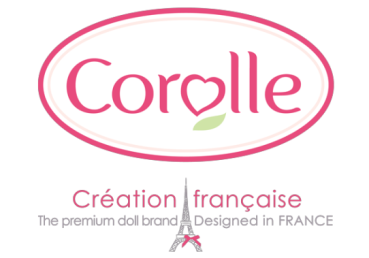 Corolle
Création française
The premium doll brand Designed in FRANCE